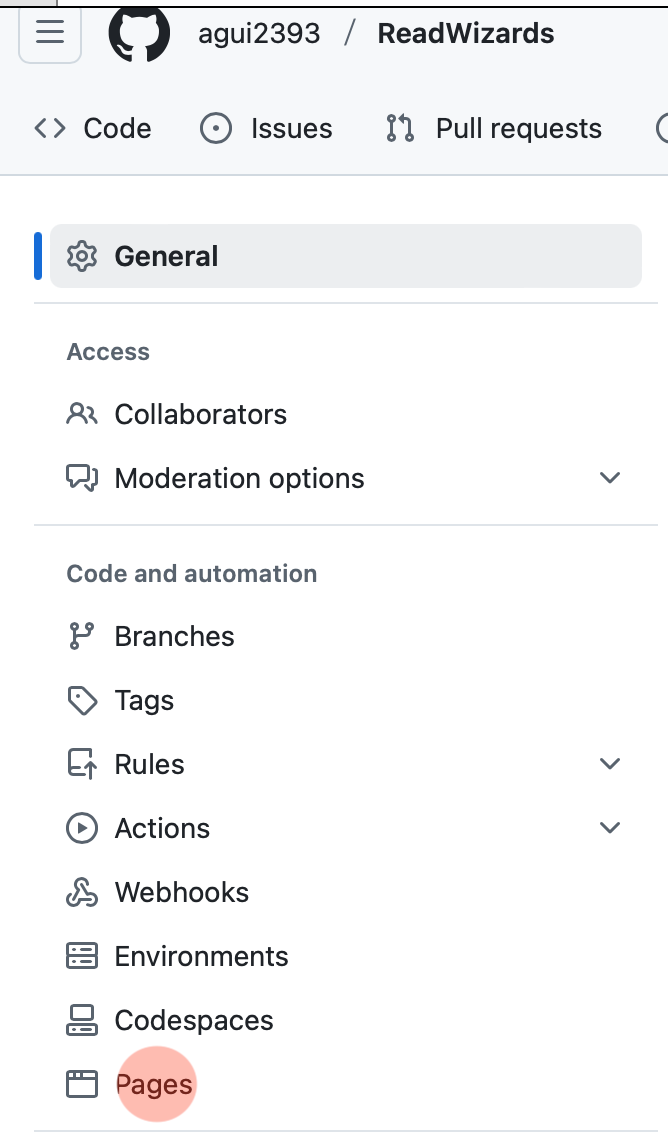 agui2393 / ReadWizards
Code Issues Pull requests
General
Access
Collaborators
Moderation options
Code and automation
Branches
Tags
Rules
Actions
Webhooks
Environments
Codespaces
Pages